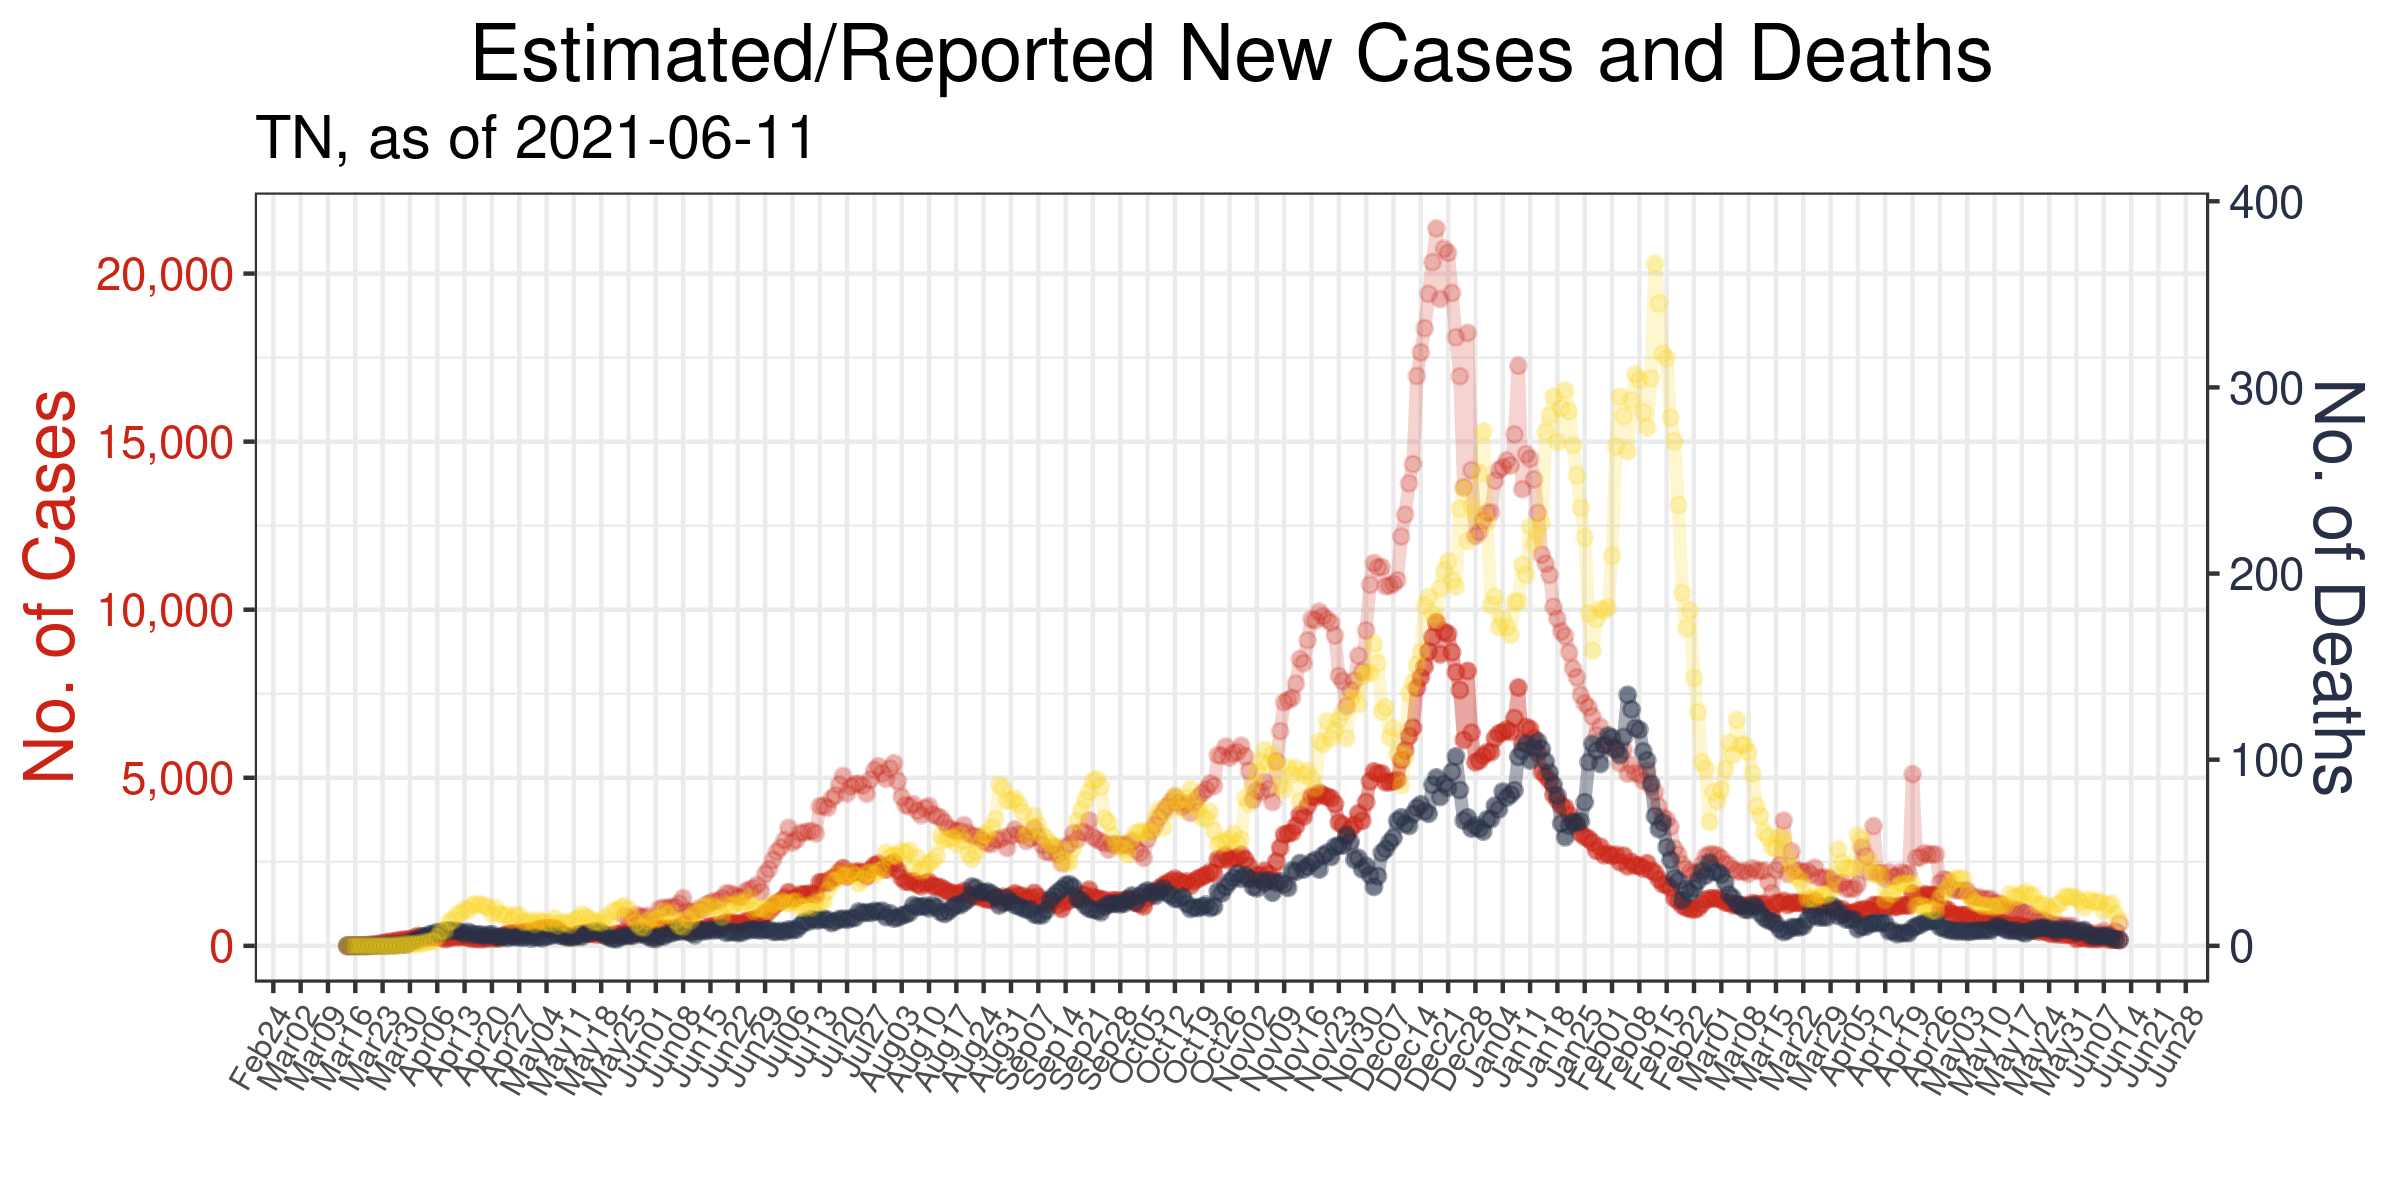 Estimated/Reported New Cases and Deaths
TN, as of 2021-06-11
No. of Cases
20,000
15,000
10,000
5,000
0
400
300
200
100
0
No. of Deaths
Feb24
Mar02
Mar09
Mar16
Mar23
Mar30
Apr06
Apr13
Apr20
Apr27
May04
May11
May18
May25
Jun01
Jun08
Jun15
Jun22
Jun29
Jul06
Jul13
Jul20
Jul27
Aug03
Aug10
Aug17
Aug24
Aug31
Sep07
Sep14
Sep21
Sep28
Oct05
Oct12
Oct19
Oct26
Nov02
Nov09
Nov16
Nov23
Nov30
Dec07
Dec14
Dec21
Dec28
Jan04
Jan11
Jan18
Jan25
Feb01
Feb08
Feb15
Feb22
Mar01
Mar08
Mar15
Mar22
Mar29
Apr05
Apr12
Apr19
Apr26
May03
May10
May17
May24
May31
Jun07
Jun14
Jun21
Jun28